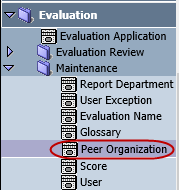 Evaluation
Evaluation Application
Evaluation Review
Maintenance
Report Department
User Exception
Evaluation Name
Glossary
Peer Organization
Score
User